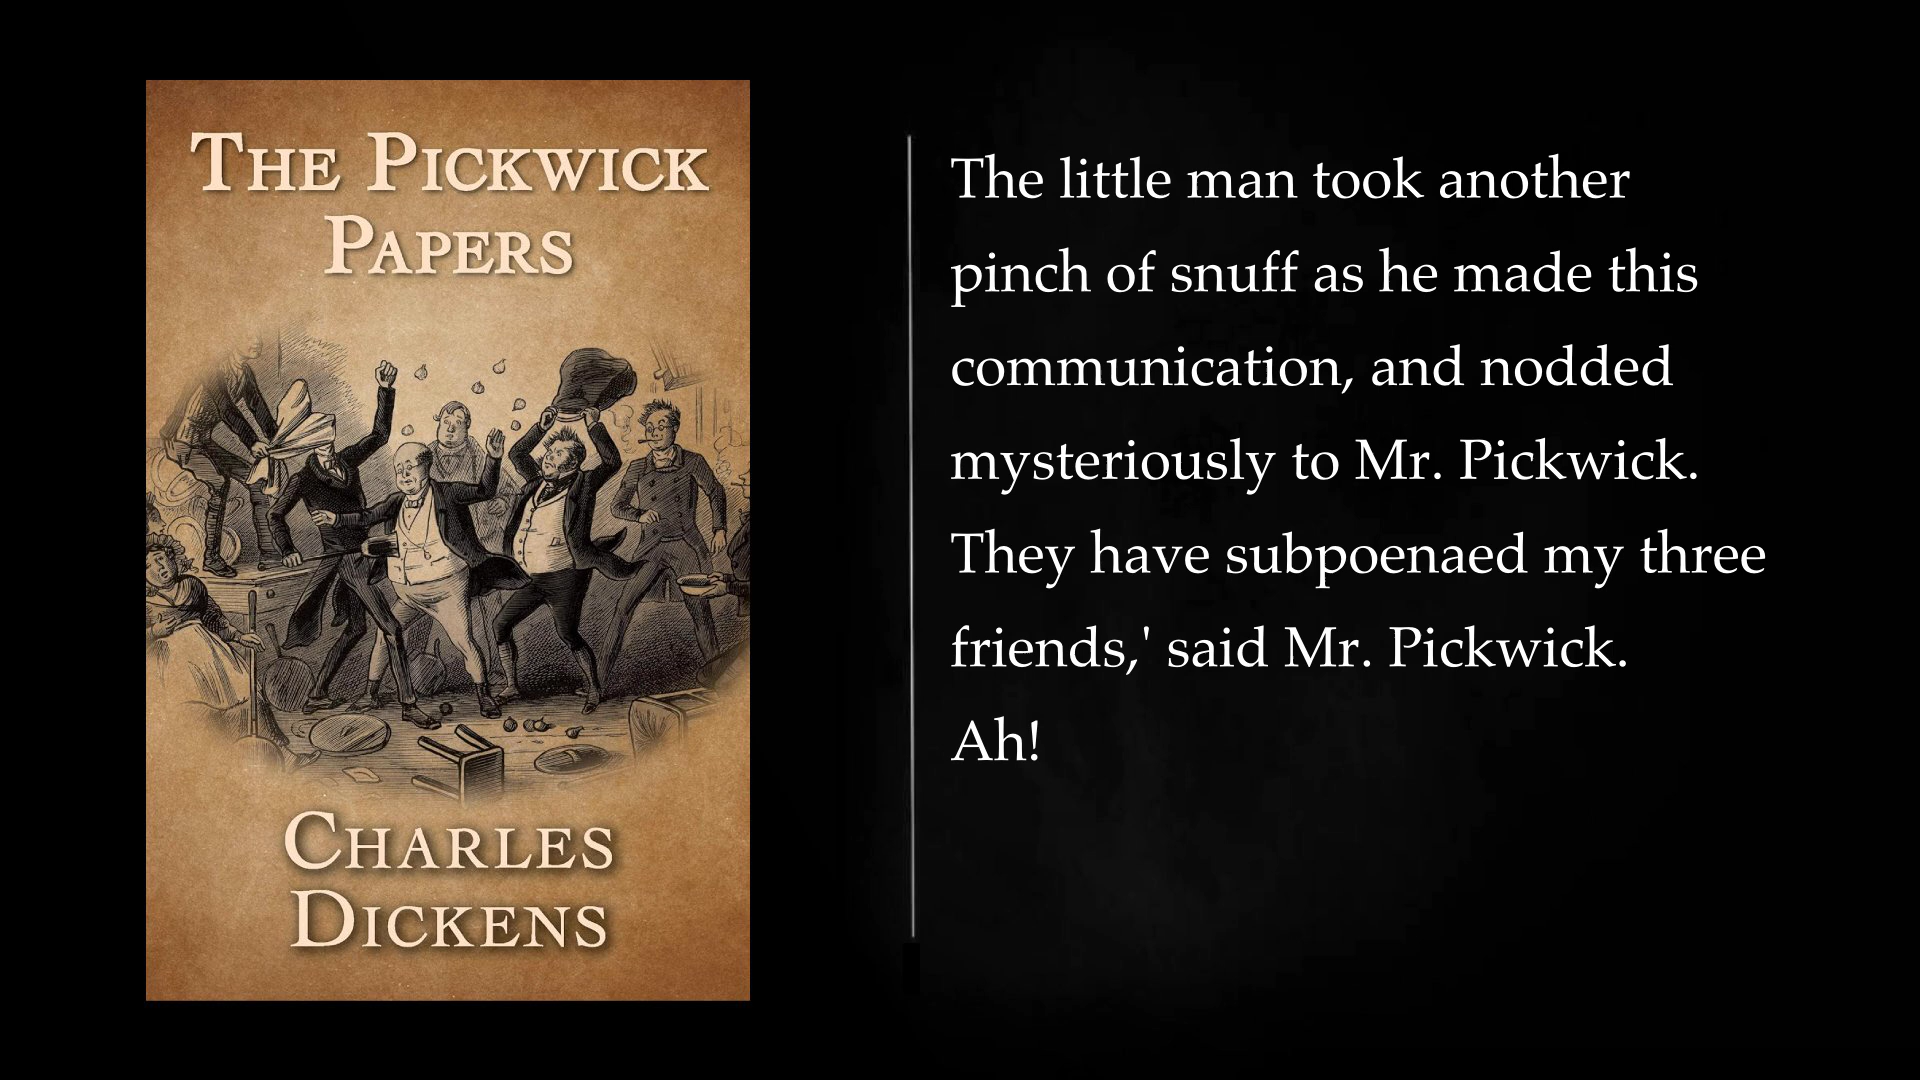 The Pickwick
Papers
Charles
Dickens
The little man took another
pinch of snuff as he made this
communication, and nodded
mysteriously to Mr. Pickwick.
They have subpoenaed my three
friends,' said Mr. Pickwick.
Ah!